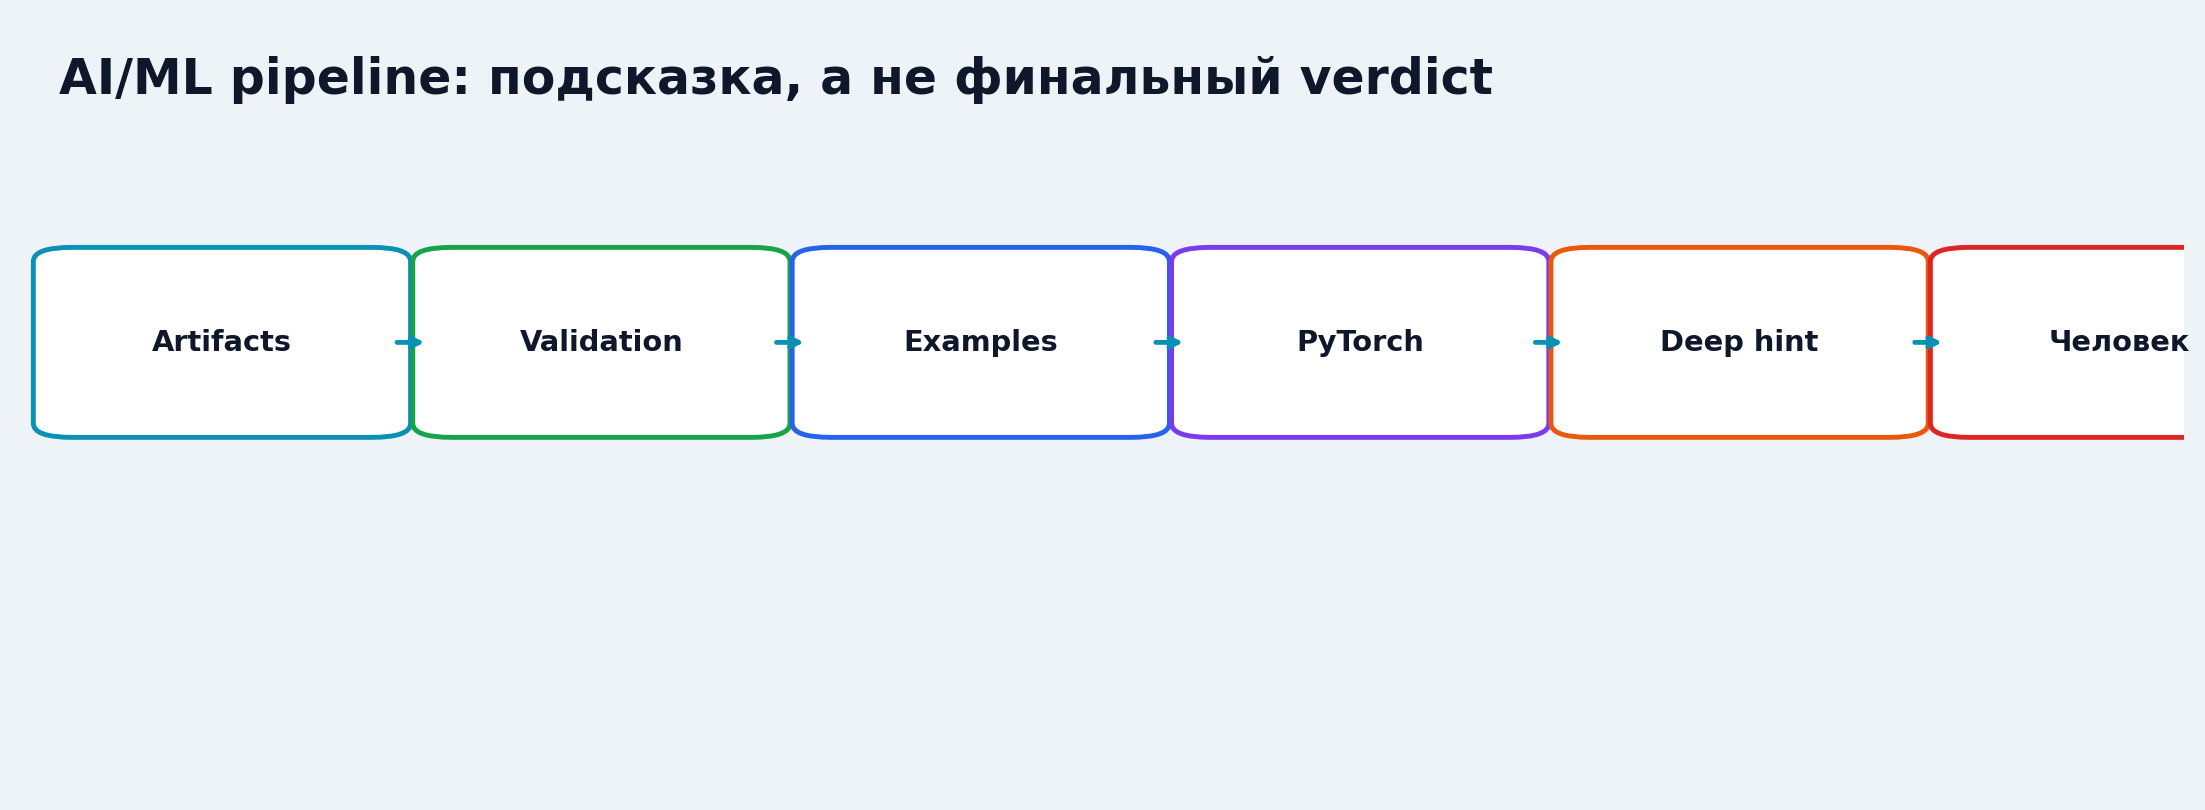 AI/ML pipeline: подсказка, а не финальный verdict
Artifacts
Validation
Examples
PyTorch
Deep hint
Человек